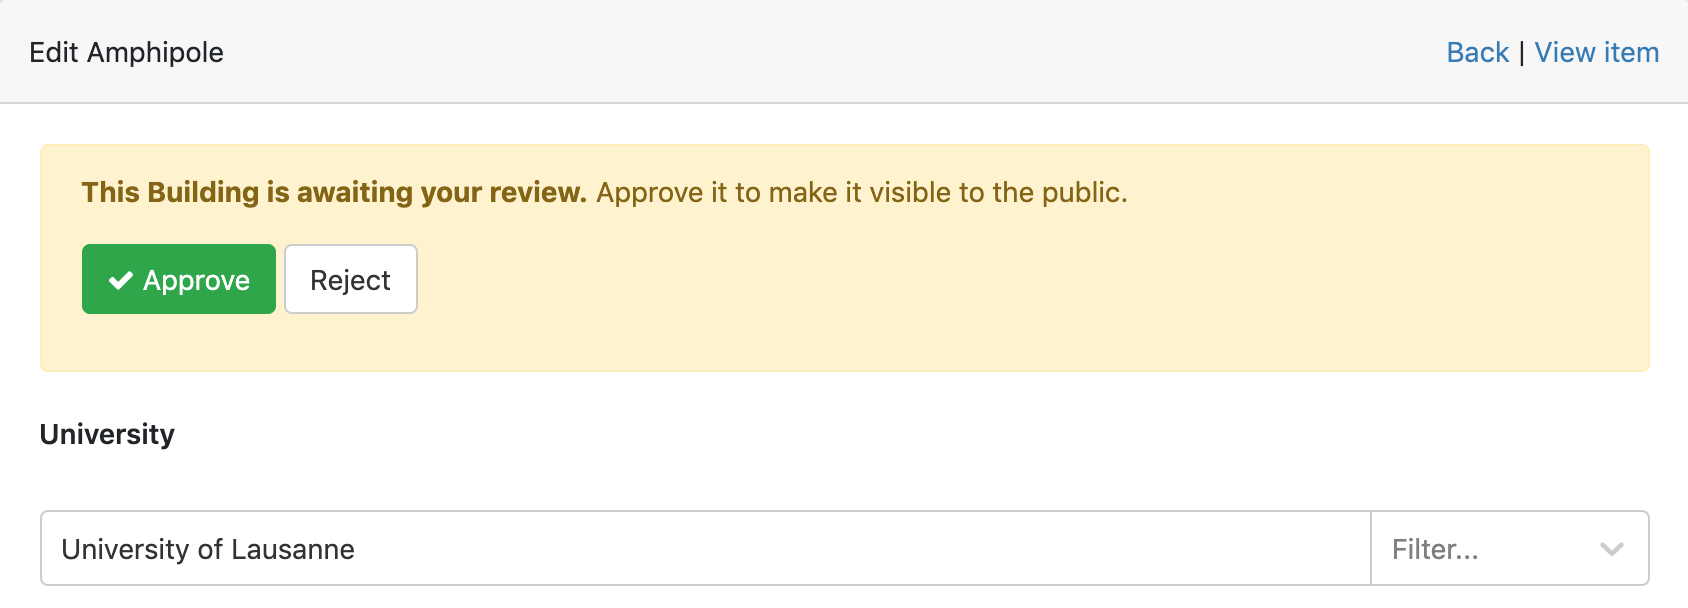 Edit Amphipole
Back | View item
This Building is awaiting your review. Approve it to make it visible to the public.
Approve
Reject
University
University of Lausanne
Filter...